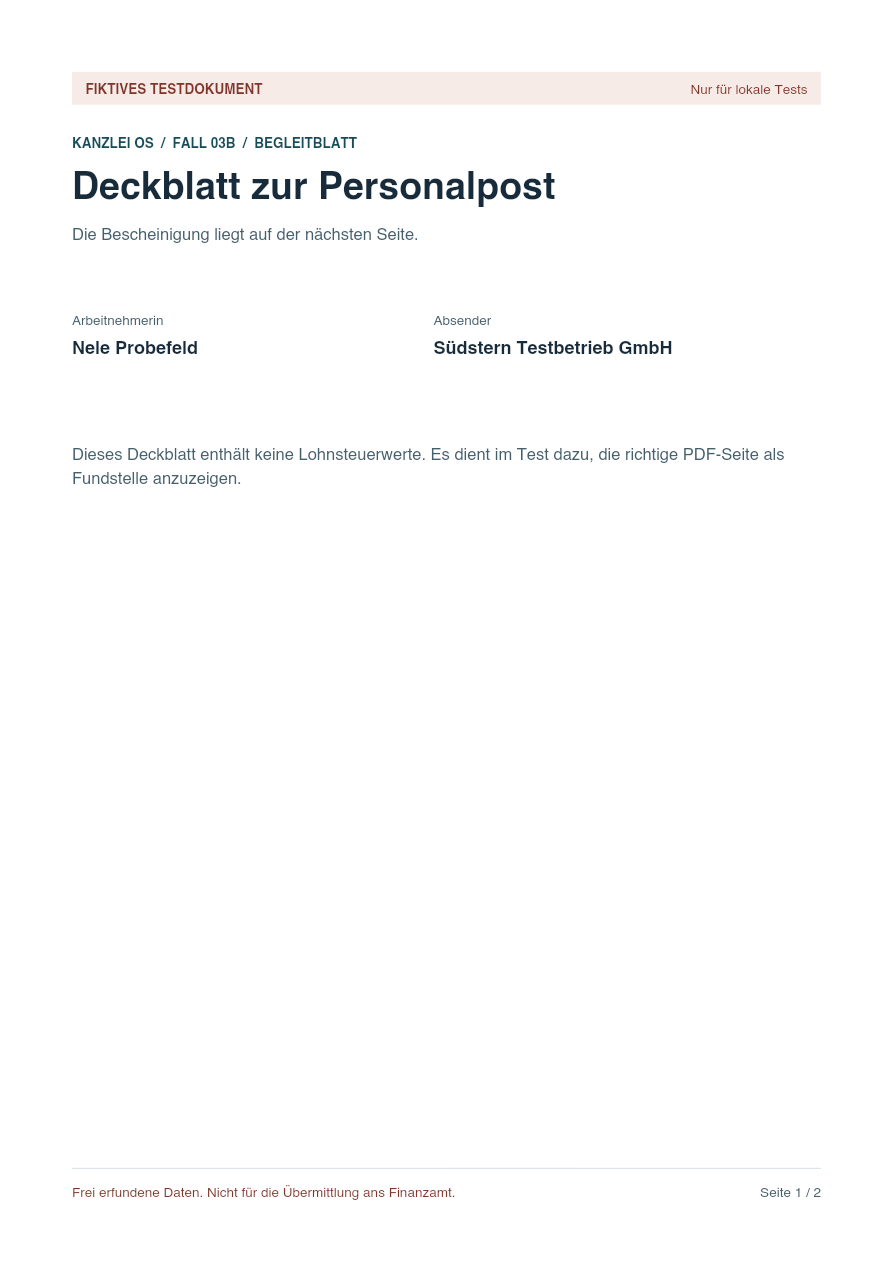 FIKTIVES TESTDOKUMENT
Nur für lokale Tests
KANZLEI OS / FALL 03B / BEGLEITBLATT
Deckblatt zur Personalpost
Die Bescheinigung liegt auf der nächsten Seite.
Arbeitnehmerin
Nele Probefeld
Absender
Südstern Testbetrieb GmbH
Dieses Deckblatt enthält keine Lohnsteuerwerte. Es dient im Test dazu, die richtige PDF-Seite als
Fundstelle anzuzeigen.
Frei erfundene Daten. Nicht für die Übermittlung ans Finanzamt.
Seite 1 / 2